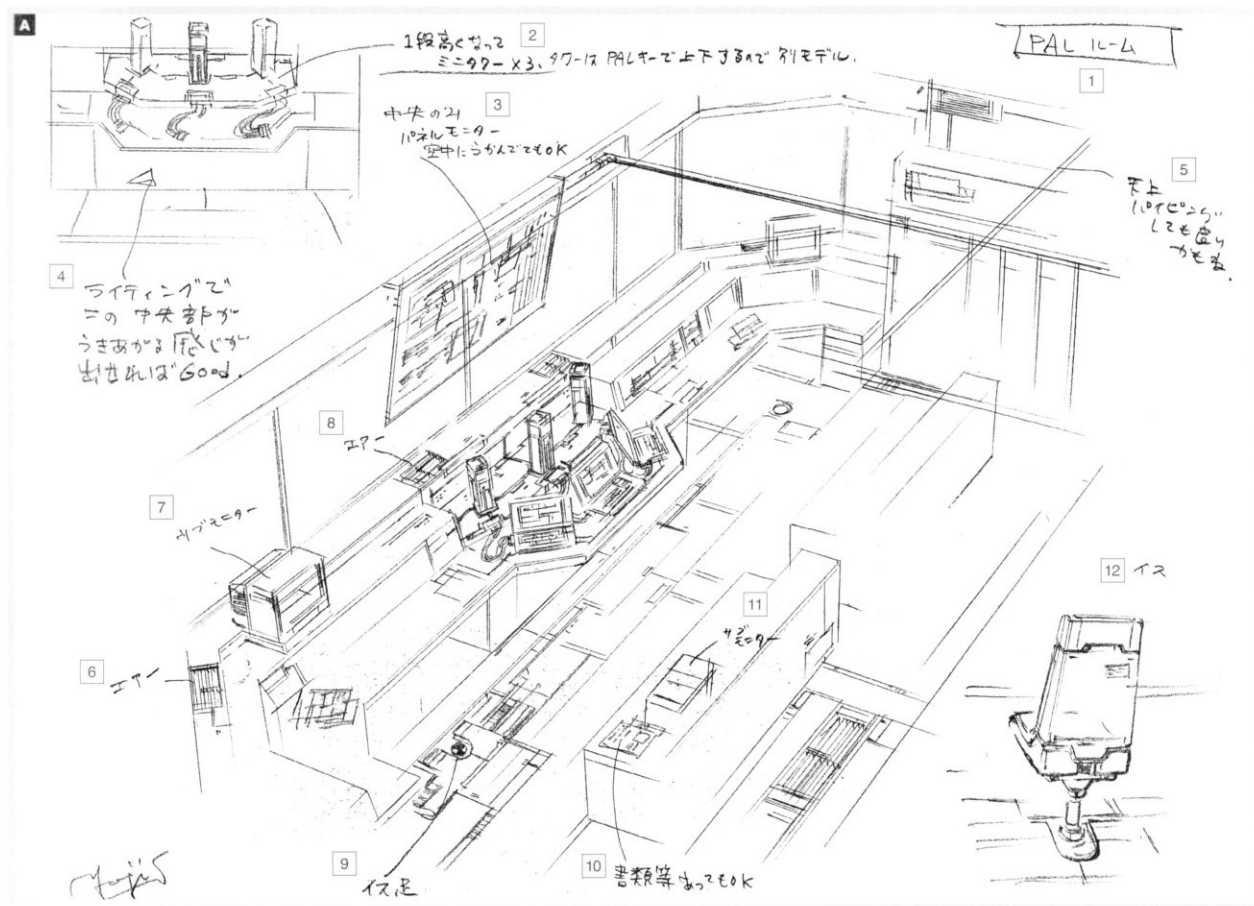 A
PALルーム
1
2
1段高くなって
ミニタワー×3、タワーは PALキーで上下するので 別モデル.
3
中央のみ
パネルモニター
空中にうかんでてもOK
4
ライティングで
この中央部が
うきあがる感じが
出せればGood.
5
天上
パイピング
しても良い
かもね.
6
エアー
7
サブモニター
8
エアー
9
イス足
10
書類等あってもOK
11
サブ
モニター
12
イス